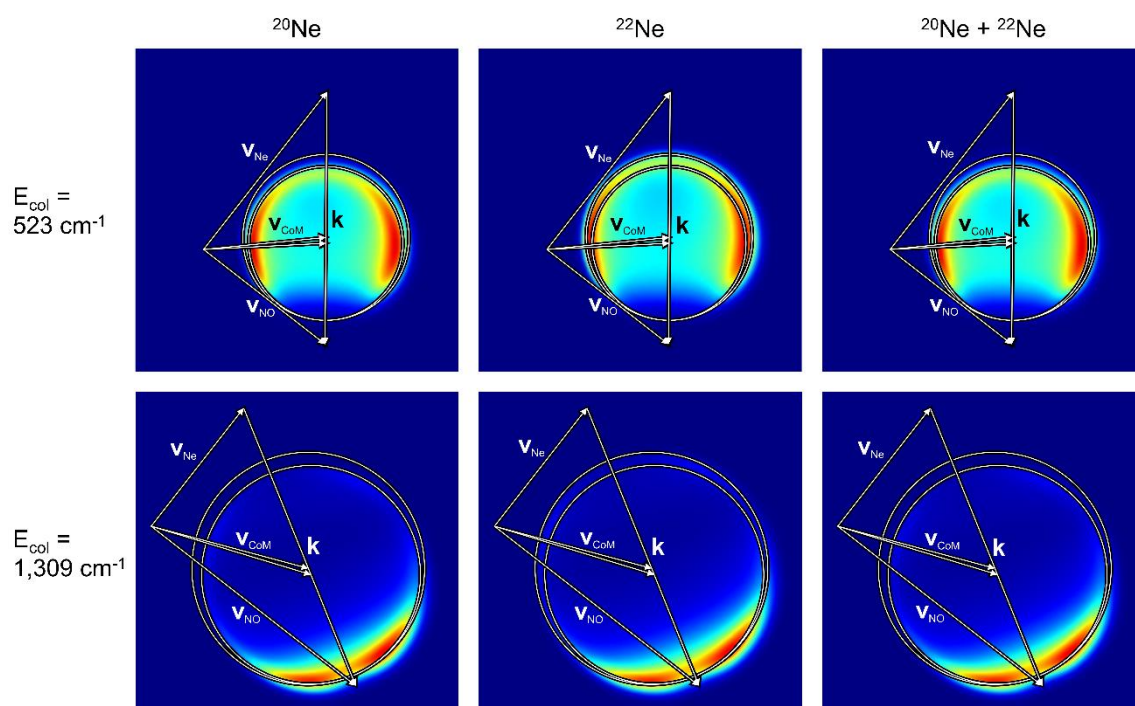 ²⁰Ne
²²Ne
²⁰Ne + ²²Ne
E_col =
523 cm⁻¹
v_Ne
v_CoM
k
v_NO
v_Ne
v_CoM
k
v_NO
v_Ne
v_CoM
k
v_NO
E_col =
1,309 cm⁻¹
v_Ne
v_CoM
k
v_NO
v_Ne
v_CoM
k
v_NO
v_Ne
v_CoM
k
v_NO